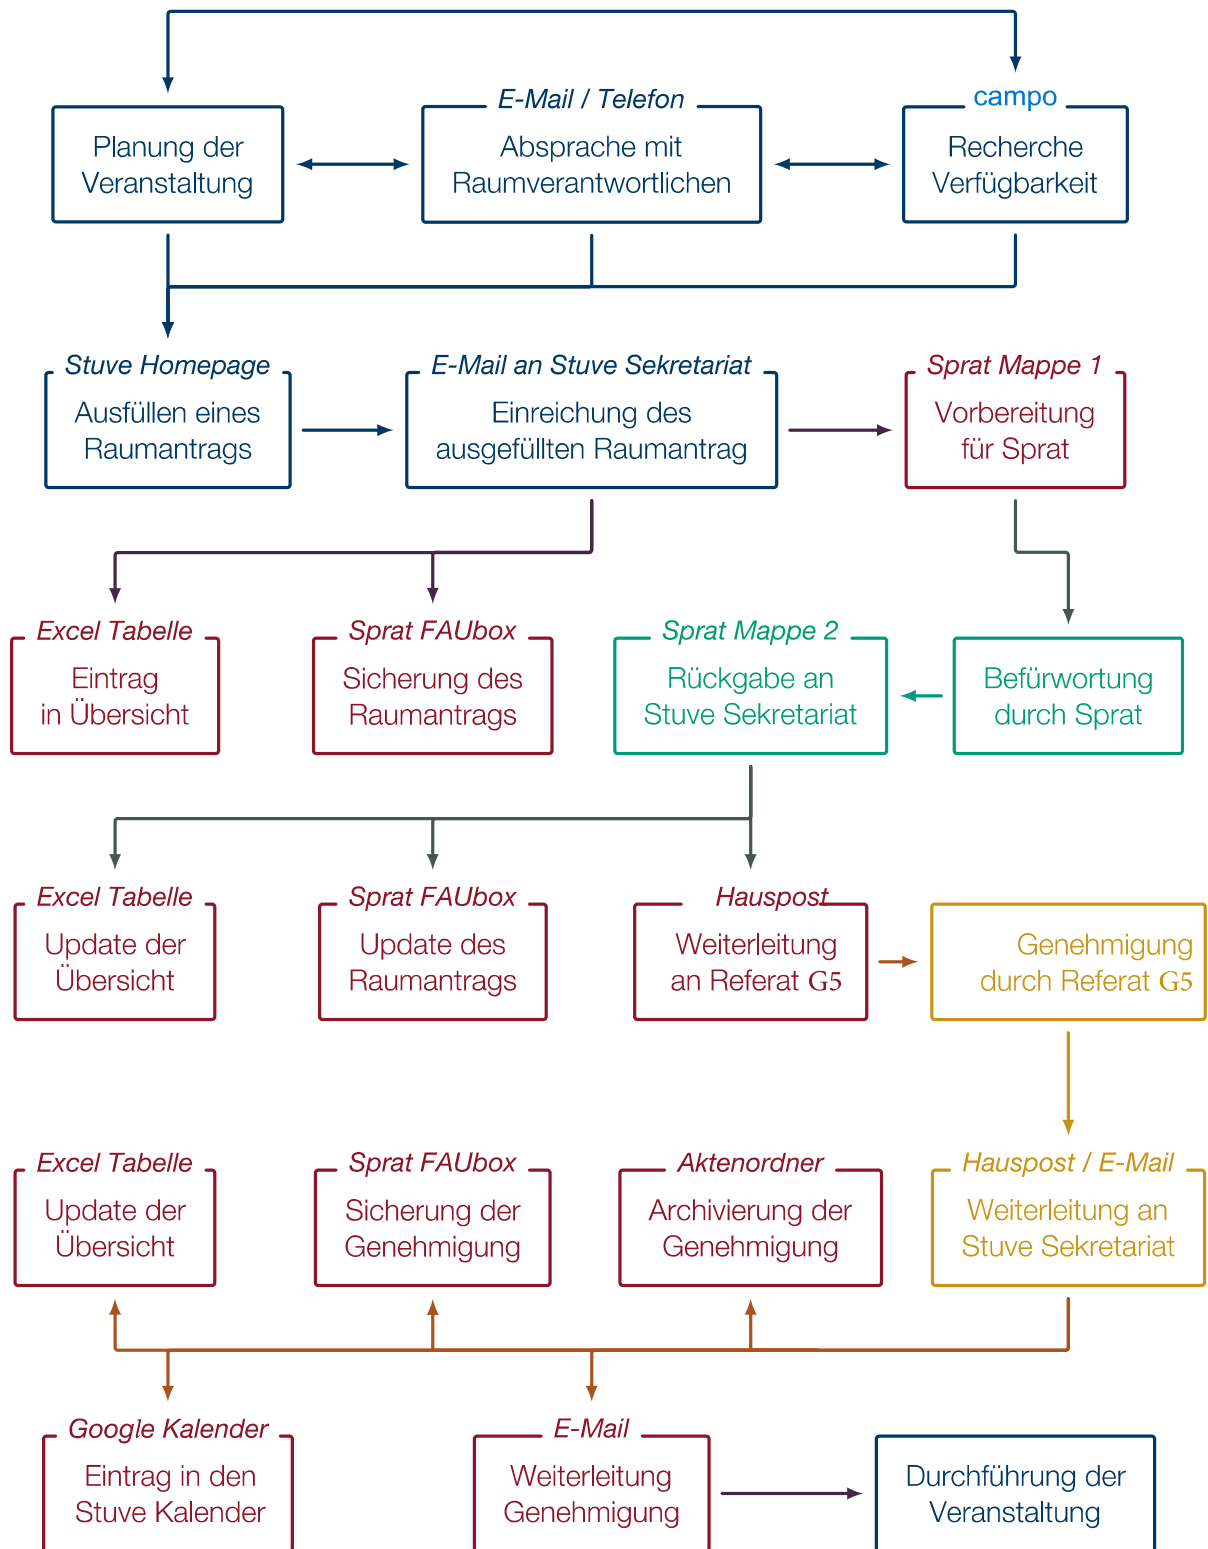 E-Mail / Telefon
campo
Planung der
Veranstaltung
Absprache mit
Raumverantwortlichen
Recherche
Verfügbarkeit
Stuve Homepage
Ausfüllen eines
Raumantrags
E-Mail an Stuve Sekretariat
Einreichung des
ausgefüllten Raumantrag
Sprat Mappe 1
Vorbereitung
für Sprat
Excel Tabelle
Eintrag
in Übersicht
Sprat FAUbox
Sicherung des
Raumantrags
Sprat Mappe 2
Rückgabe an
Stuve Sekretariat
Befürwortung
durch Sprat
Excel Tabelle
Update der
Übersicht
Sprat FAUbox
Update des
Raumantrags
Hauspost
Weiterleitung
an Referat G5
Genehmigung
durch Referat G5
Excel Tabelle
Update der
Übersicht
Sprat FAUbox
Sicherung der
Genehmigung
Aktenordner
Archivierung der
Genehmigung
Hauspost / E-Mail
Weiterleitung an
Stuve Sekretariat
Google Kalender
Eintrag in den
Stuve Kalender
E-Mail
Weiterleitung
Genehmigung
Durchführung der
Veranstaltung